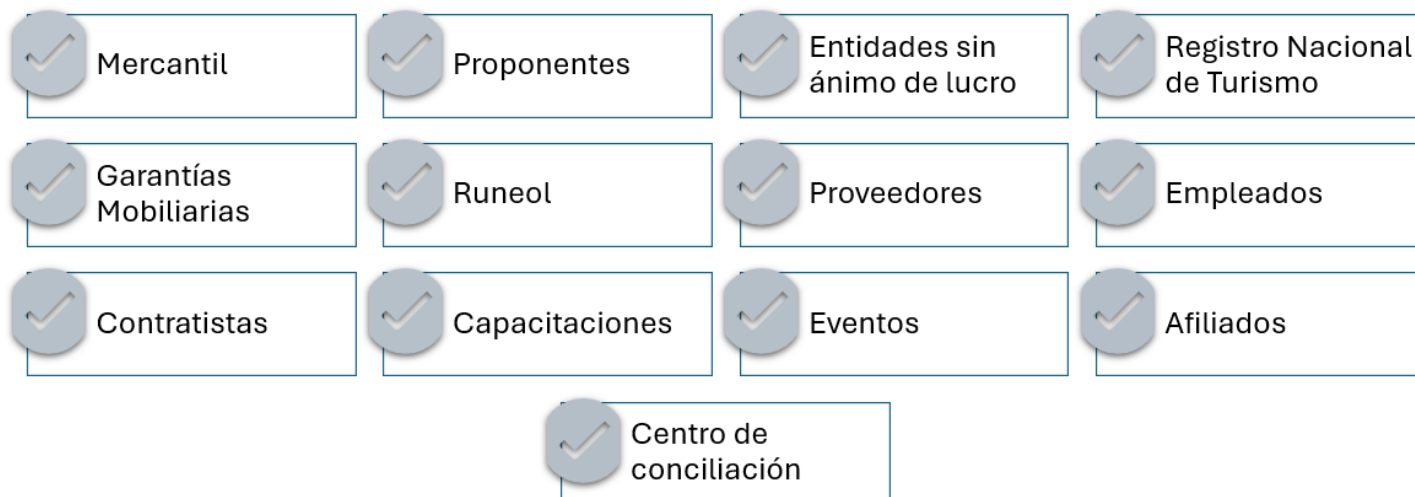 Mercantil
Proponentes
Entidades sin
ánimo de lucro
Registro Nacional
de Turismo
Garantías
Mobiliarias
Runeol
Proveedores
Empleados
Contratistas
Capacitaciones
Eventos
Afiliados
Centro de
conciliación